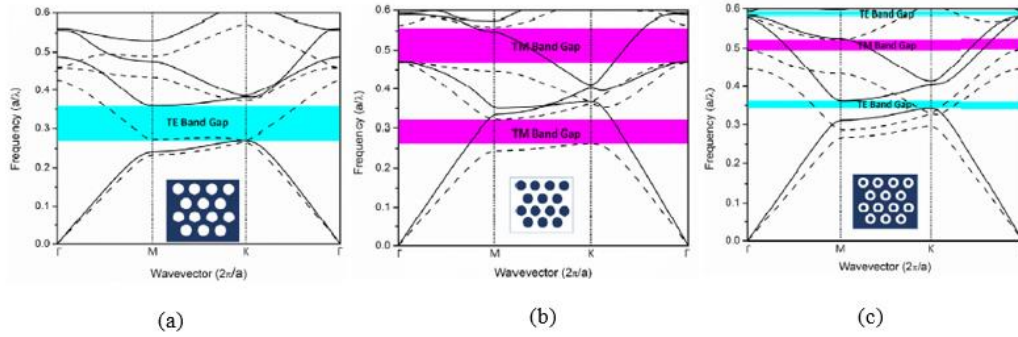 0.6
0.5
0.4
0.3
0.2
0.1
0.0
Frequency (a/λ)
TE Band Gap
Γ M K Γ
Wavevector (2π/a)
(a)
0.6
0.5
0.4
0.3
0.2
0.1
0.0
Frequency (a/λ)
TM Band Gap
TM Band Gap
Γ M K Γ
Wavevector (2π/a)
(b)
0.6
0.5
0.4
0.3
0.2
0.1
0.0
Frequency (a/λ)
TE Band Gap
TM Band Gap
TE Band Gap
Γ M K Γ
Wavevector (2π/a)
(c)